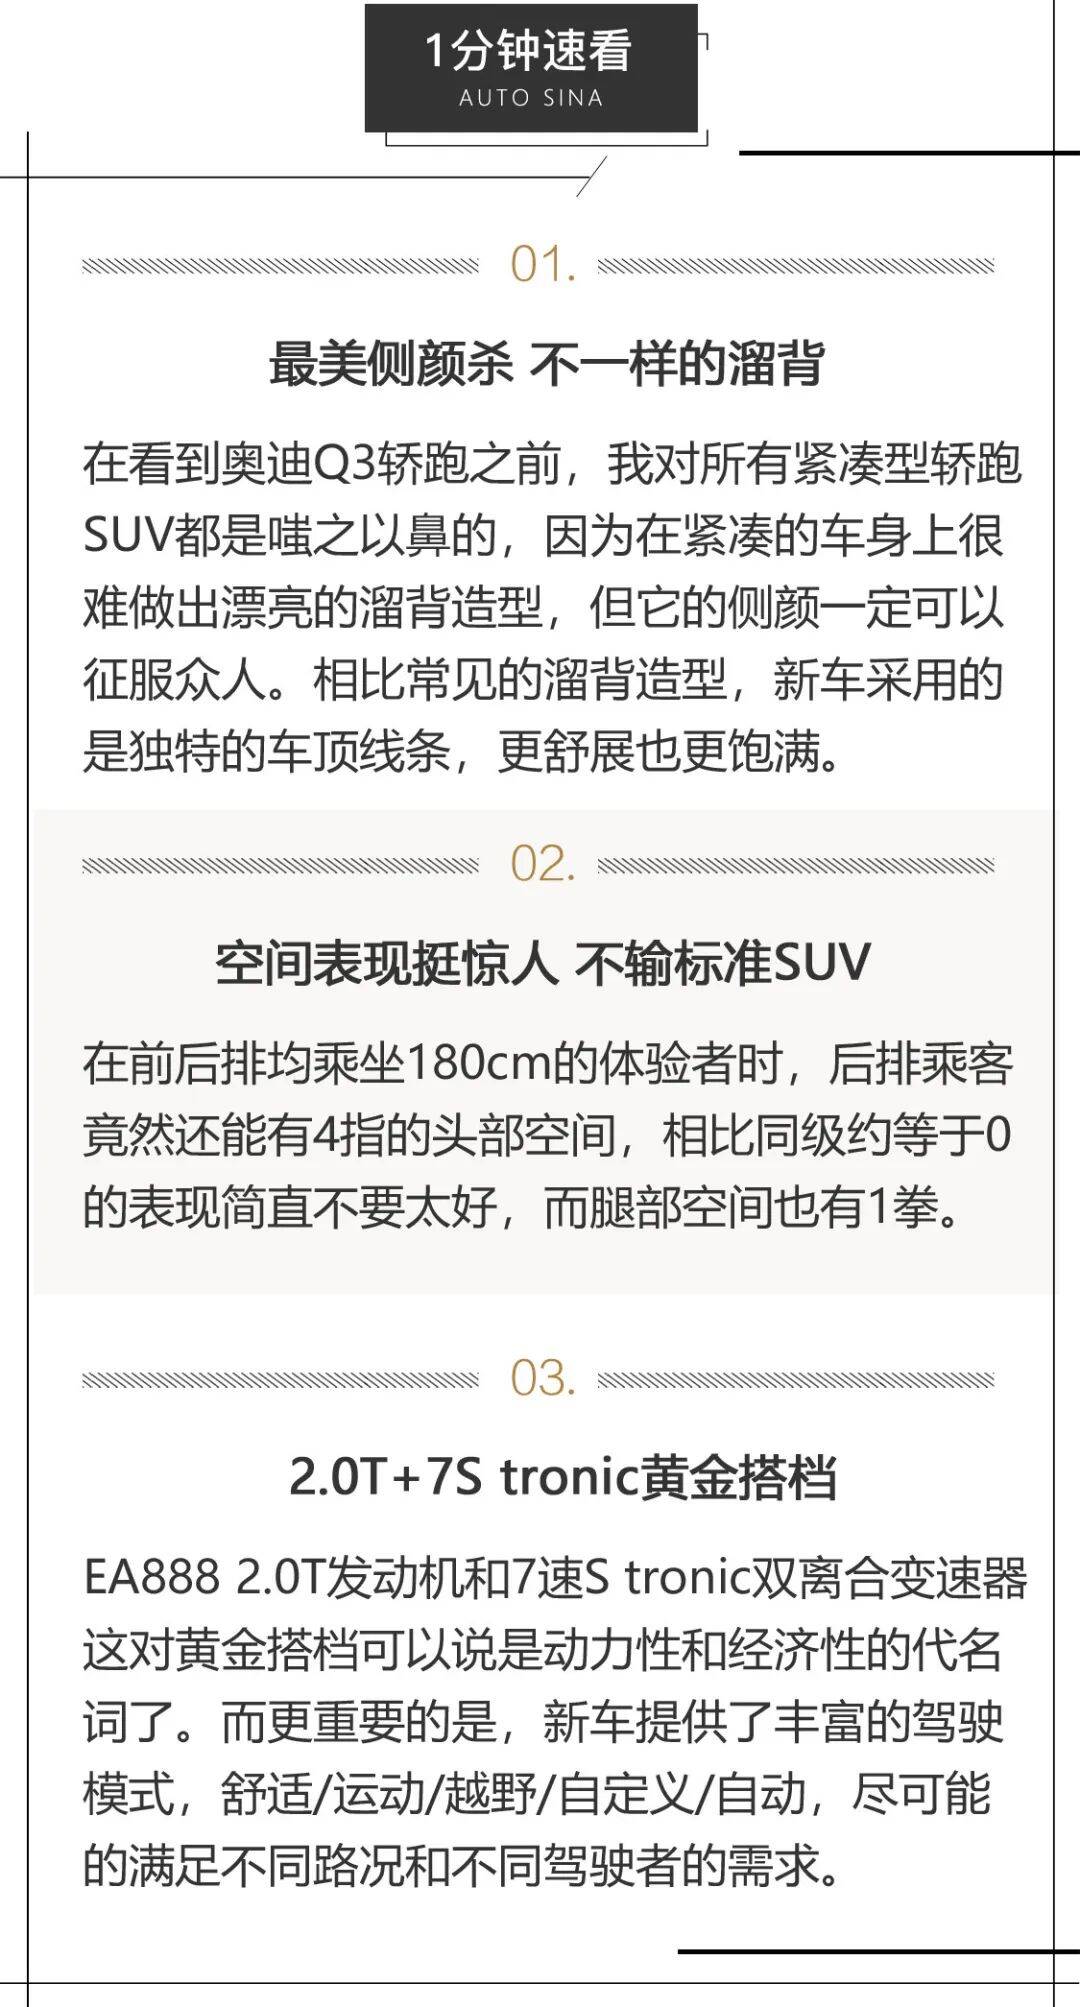 1分钟速看
AUTO SINA
01.
最美侧颜杀 不一样的溜背
在看到奥迪Q3轿跑之前，我对所有紧凑型轿跑
SUV都是嗤之以鼻的，因为在紧凑的车身上很
难做出漂亮的溜背造型，但它的侧颜一定可以
征服众人。相比常见的溜背造型，新车采用的
是独特的车顶线条，更舒展也更饱满。
02.
空间表现挺惊人 不输标准SUV
在前后排均乘坐180cm的体验者时，后排乘客
竟然还能有4指的头部空间，相比同级约等于0
的表现简直不要太好，而腿部空间也有1拳。
03.
2.0T+7S tronic黄金搭档
EA888 2.0T发动机和7速S tronic双离合变速器
这对黄金搭档可以说是动力性和经济性的代名
词了。而更重要的是，新车提供了丰富的驾驶
模式，舒适/运动/越野/自定义/自动，尽可能
的满足不同路况和不同驾驶者的需求。